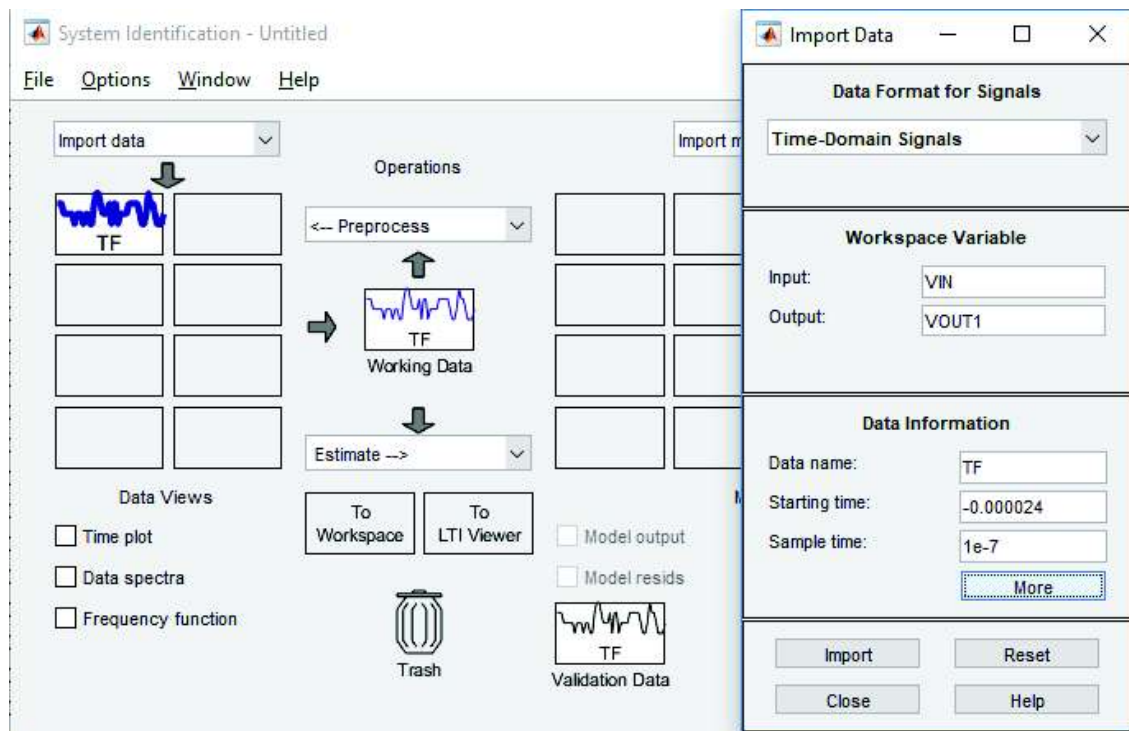 System Identification - Untitled
File Options Window Help
Import data
Import m
Operations
TF
<-- Preprocess
TF
Working Data
Estimate -->
Data Views
M
To
Workspace
To
LTI Viewer
Time plot
Data spectra
Frequency function
Model output
Model resids
Trash
TF
Validation Data
Import Data
Data Format for Signals
Time-Domain Signals
Workspace Variable
Input: VIN
Output: VOUT1
Data Information
Data name: TF
Starting time: -0.000024
Sample time: 1e-7
More
Import Reset
Close Help